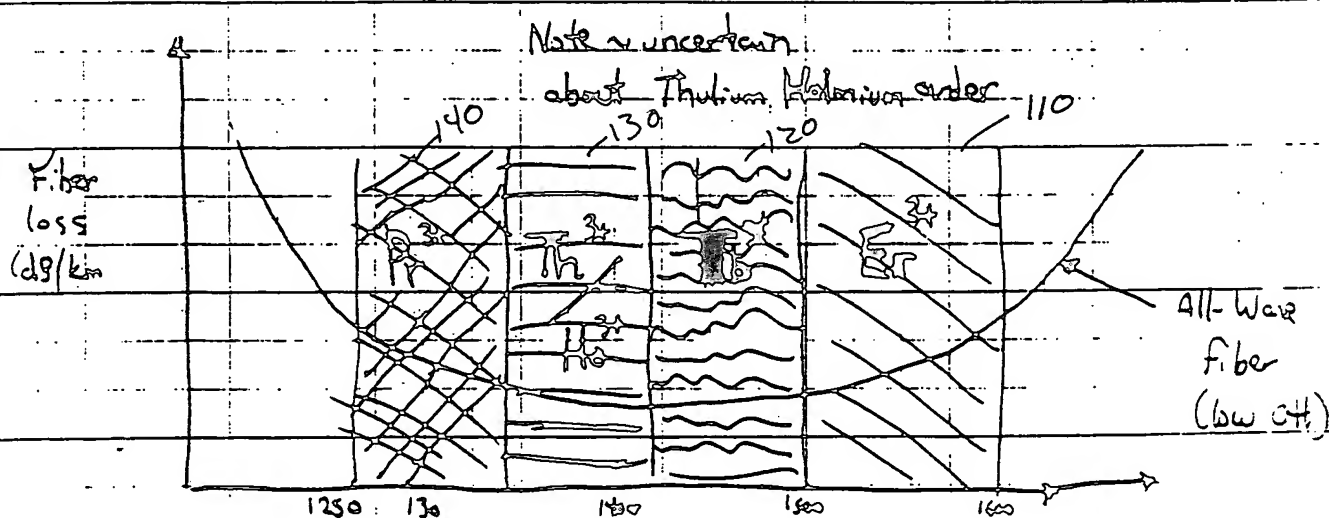 Note ~ uncertain
about Thulium, Holmium order
140 130 120 110
Fiber
loss
(dB/km
Pr³⁺ Th³⁺ Er³⁺
Ho³⁺
All-Wave
Fiber
(low OH)
1250 130 1400 1500 1600